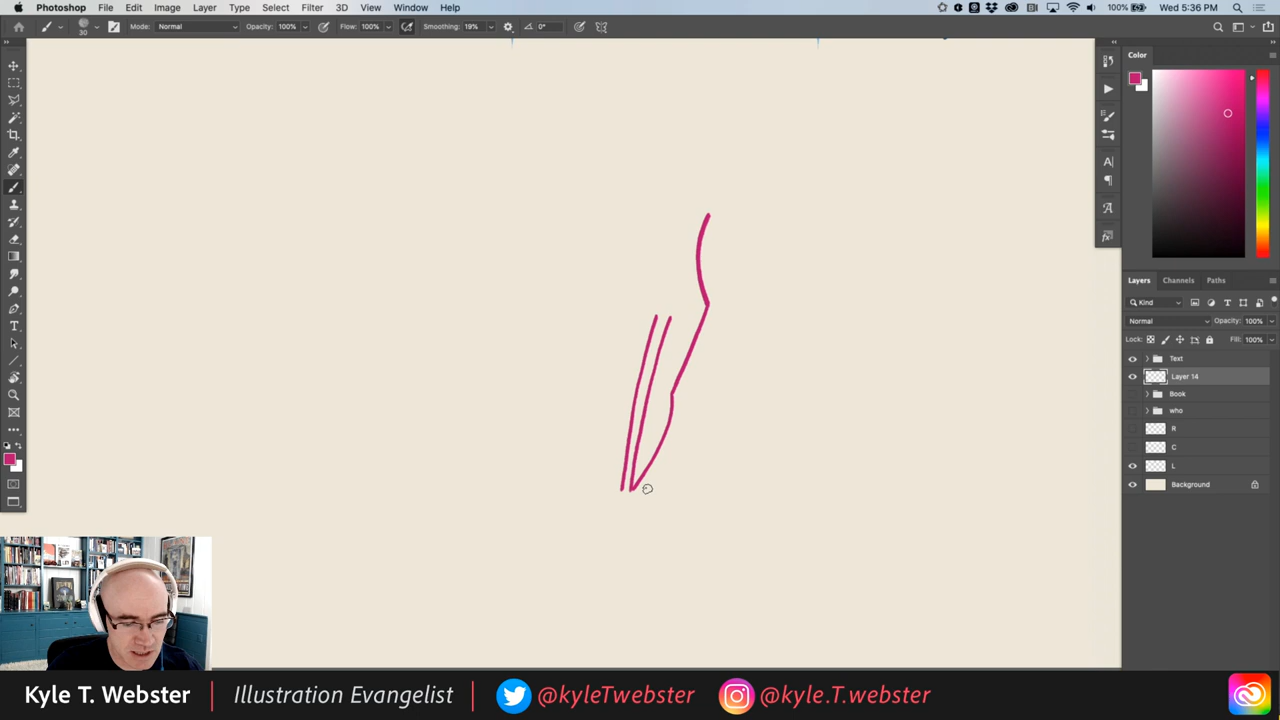 Photoshop File Edit Image Layer Type Select Filter 3D View Window Help 100% Wed 5:36 PM
30 Mode: Normal Opacity: 100% Flow: 100% Smoothing: 19% 0°
Color
Layers Channels Paths
Kind
Normal Opacity: 100%
Lock: Fill: 100%
Text
Layer 14
Book
who
R
C
L
Background
Kyle T. Webster | Illustration Evangelist | @kyleTwebster @kyle.T.webster